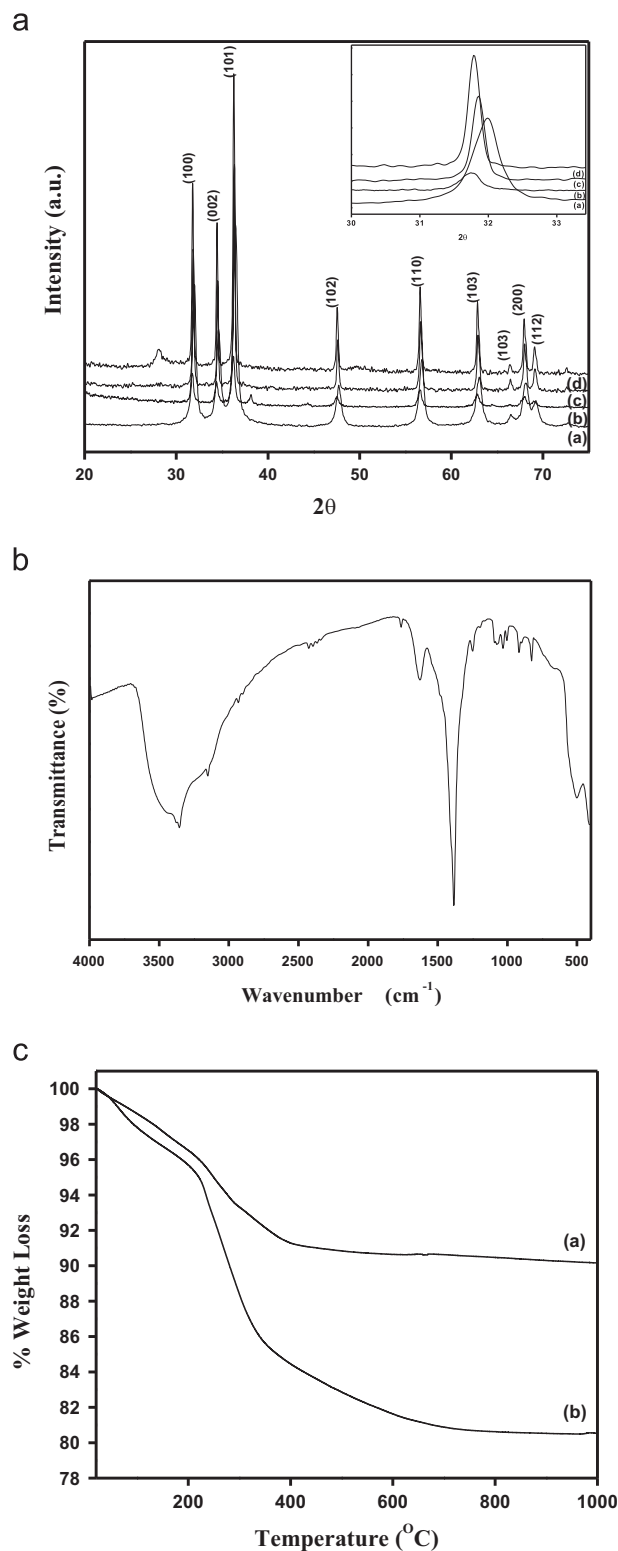 a
(101)
(100)
(002)
(102)
(110)
(103)
(103)
(200)
(112)
(d)
(c)
(b)
(a)
30 31 32 33
2θ
(d)
(c)
(b)
(a)
Intensity (a.u.)
20 30 40 50 60 70
2θ
b
Transmittance (%)
4000 3500 3000 2500 2000 1500 1000 500
Wavenumber (cm⁻¹)
c
100
98
96
94
92
90
88
86
84
82
80
78
% Weight Loss
(a)
(b)
200 400 600 800 1000
Temperature (ᴼC)